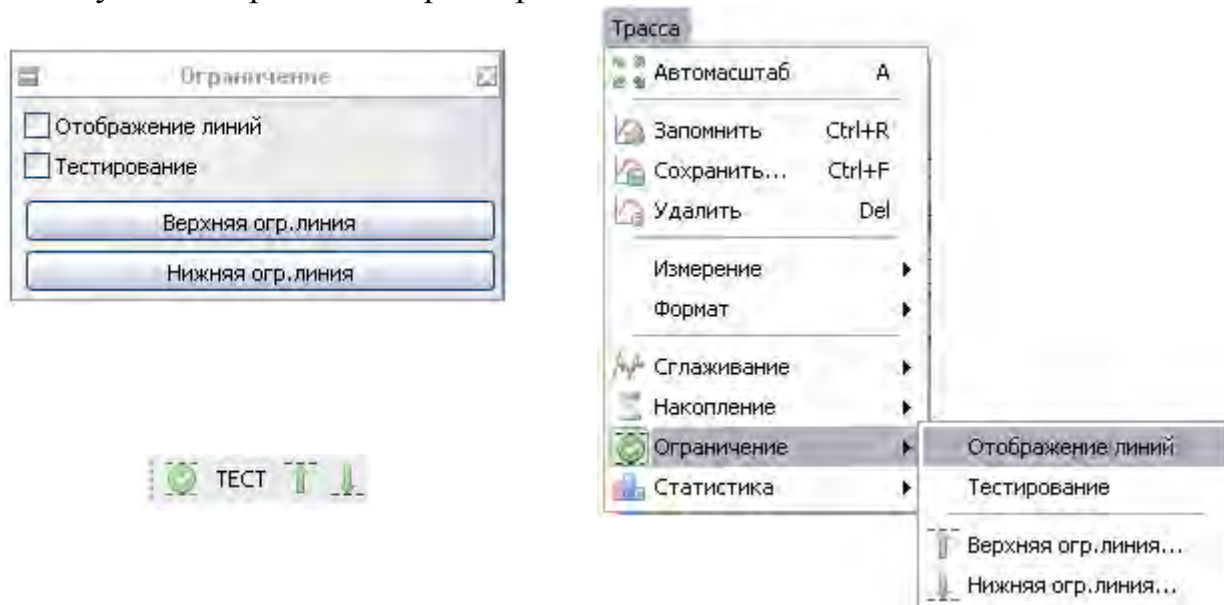 Ограничение
Отображение линий
Тестирование
Верхняя огр.линия
Нижняя огр.линия
ТЕСТ
Трасса
Автомасштаб A
Запомнить Ctrl+R
Сохранить... Ctrl+F
Удалить Del
Измерение
Формат
Сглаживание
Накопление
Ограничение
Статистика
Отображение линий
Тестирование
Верхняя огр.линия...
Нижняя огр.линия...